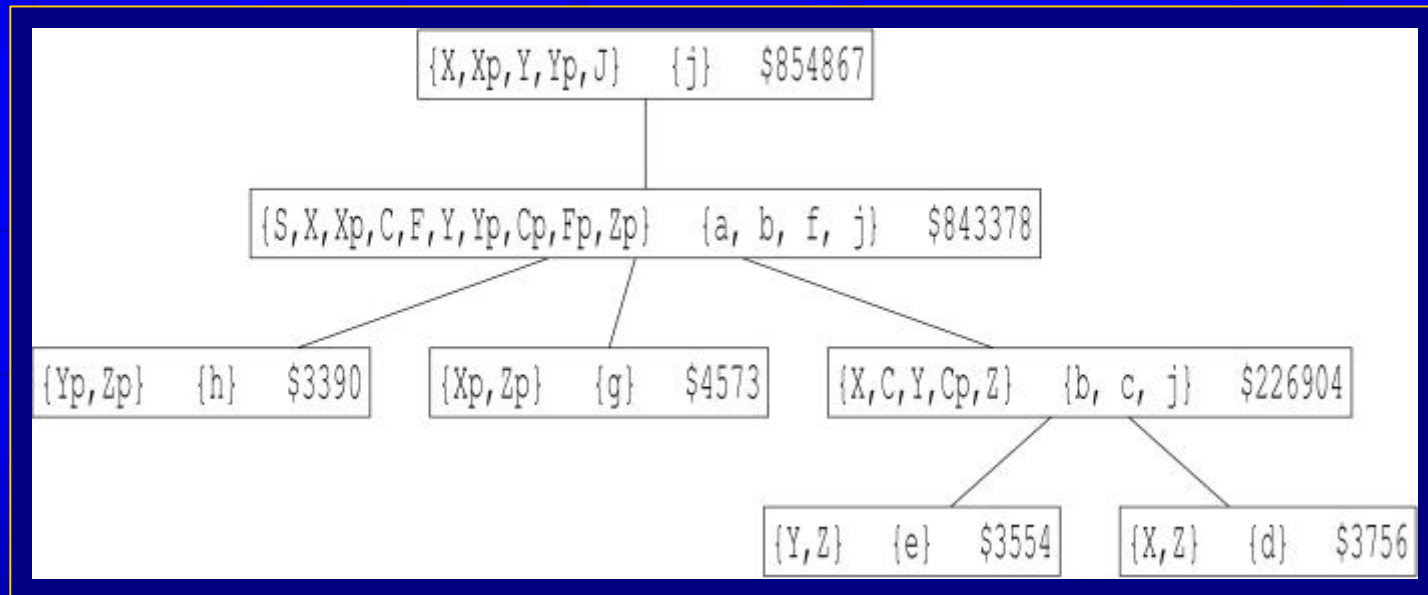 {X,Xp,Y,Yp,J} {j} $854867
{S,X,Xp,C,F,Y,Yp,Cp,Fp,Zp} {a, b, f, j} $843378
{Yp,Zp} {h} $3390
{Xp,Zp} {g} $4573
{X,C,Y,Cp,Z} {b, c, j} $226904
{Y,Z} {e} $3554
{X,Z} {d} $3756